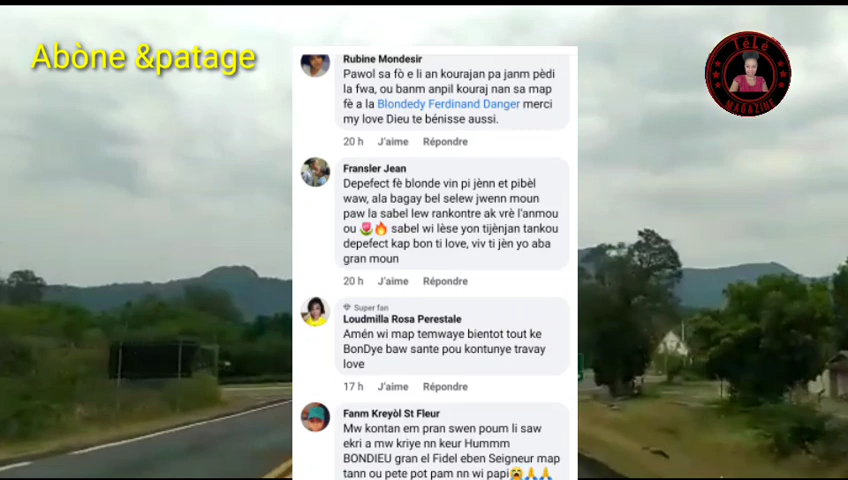 Abòne &patage
TéLé
MAGAZINE
Rubine Mondesir
Pawol sa fò e li an kourajan pa janm pèdi
la fwa, ou banm anpil kouraj nan sa map
fè a la Blondedy Ferdinand Danger merci
my love Dieu te bénisse aussi.
20 h J'aime Répondre
Fransler Jean
Depefect fè blonde vin pi jènn et pibèl
waw, ala bagay bel selew jwenn moun
paw la sabel lew rankontre ak vrè l'anmou
ou 🌷🔥 sabel wi lèse yon tijènjan tankou
depefect kap bon ti love, viv ti jèn yo aba
gran moun
20 h J'aime Répondre
Super fan
Loudmilla Rosa Perestale
Amén wi map temwaye bientot tout ke
BonDye baw sante pou kontunye travay
love
17 h J'aime Répondre
Fanm Kreyòl St Fleur
Mw kontan em pran swen poum li saw
ekri a mw kriye nn keur Hummm
BONDIEU gran el Fidel eben Seigneur map
tann ou pete pot pam nn wi papi😭🙏🙏